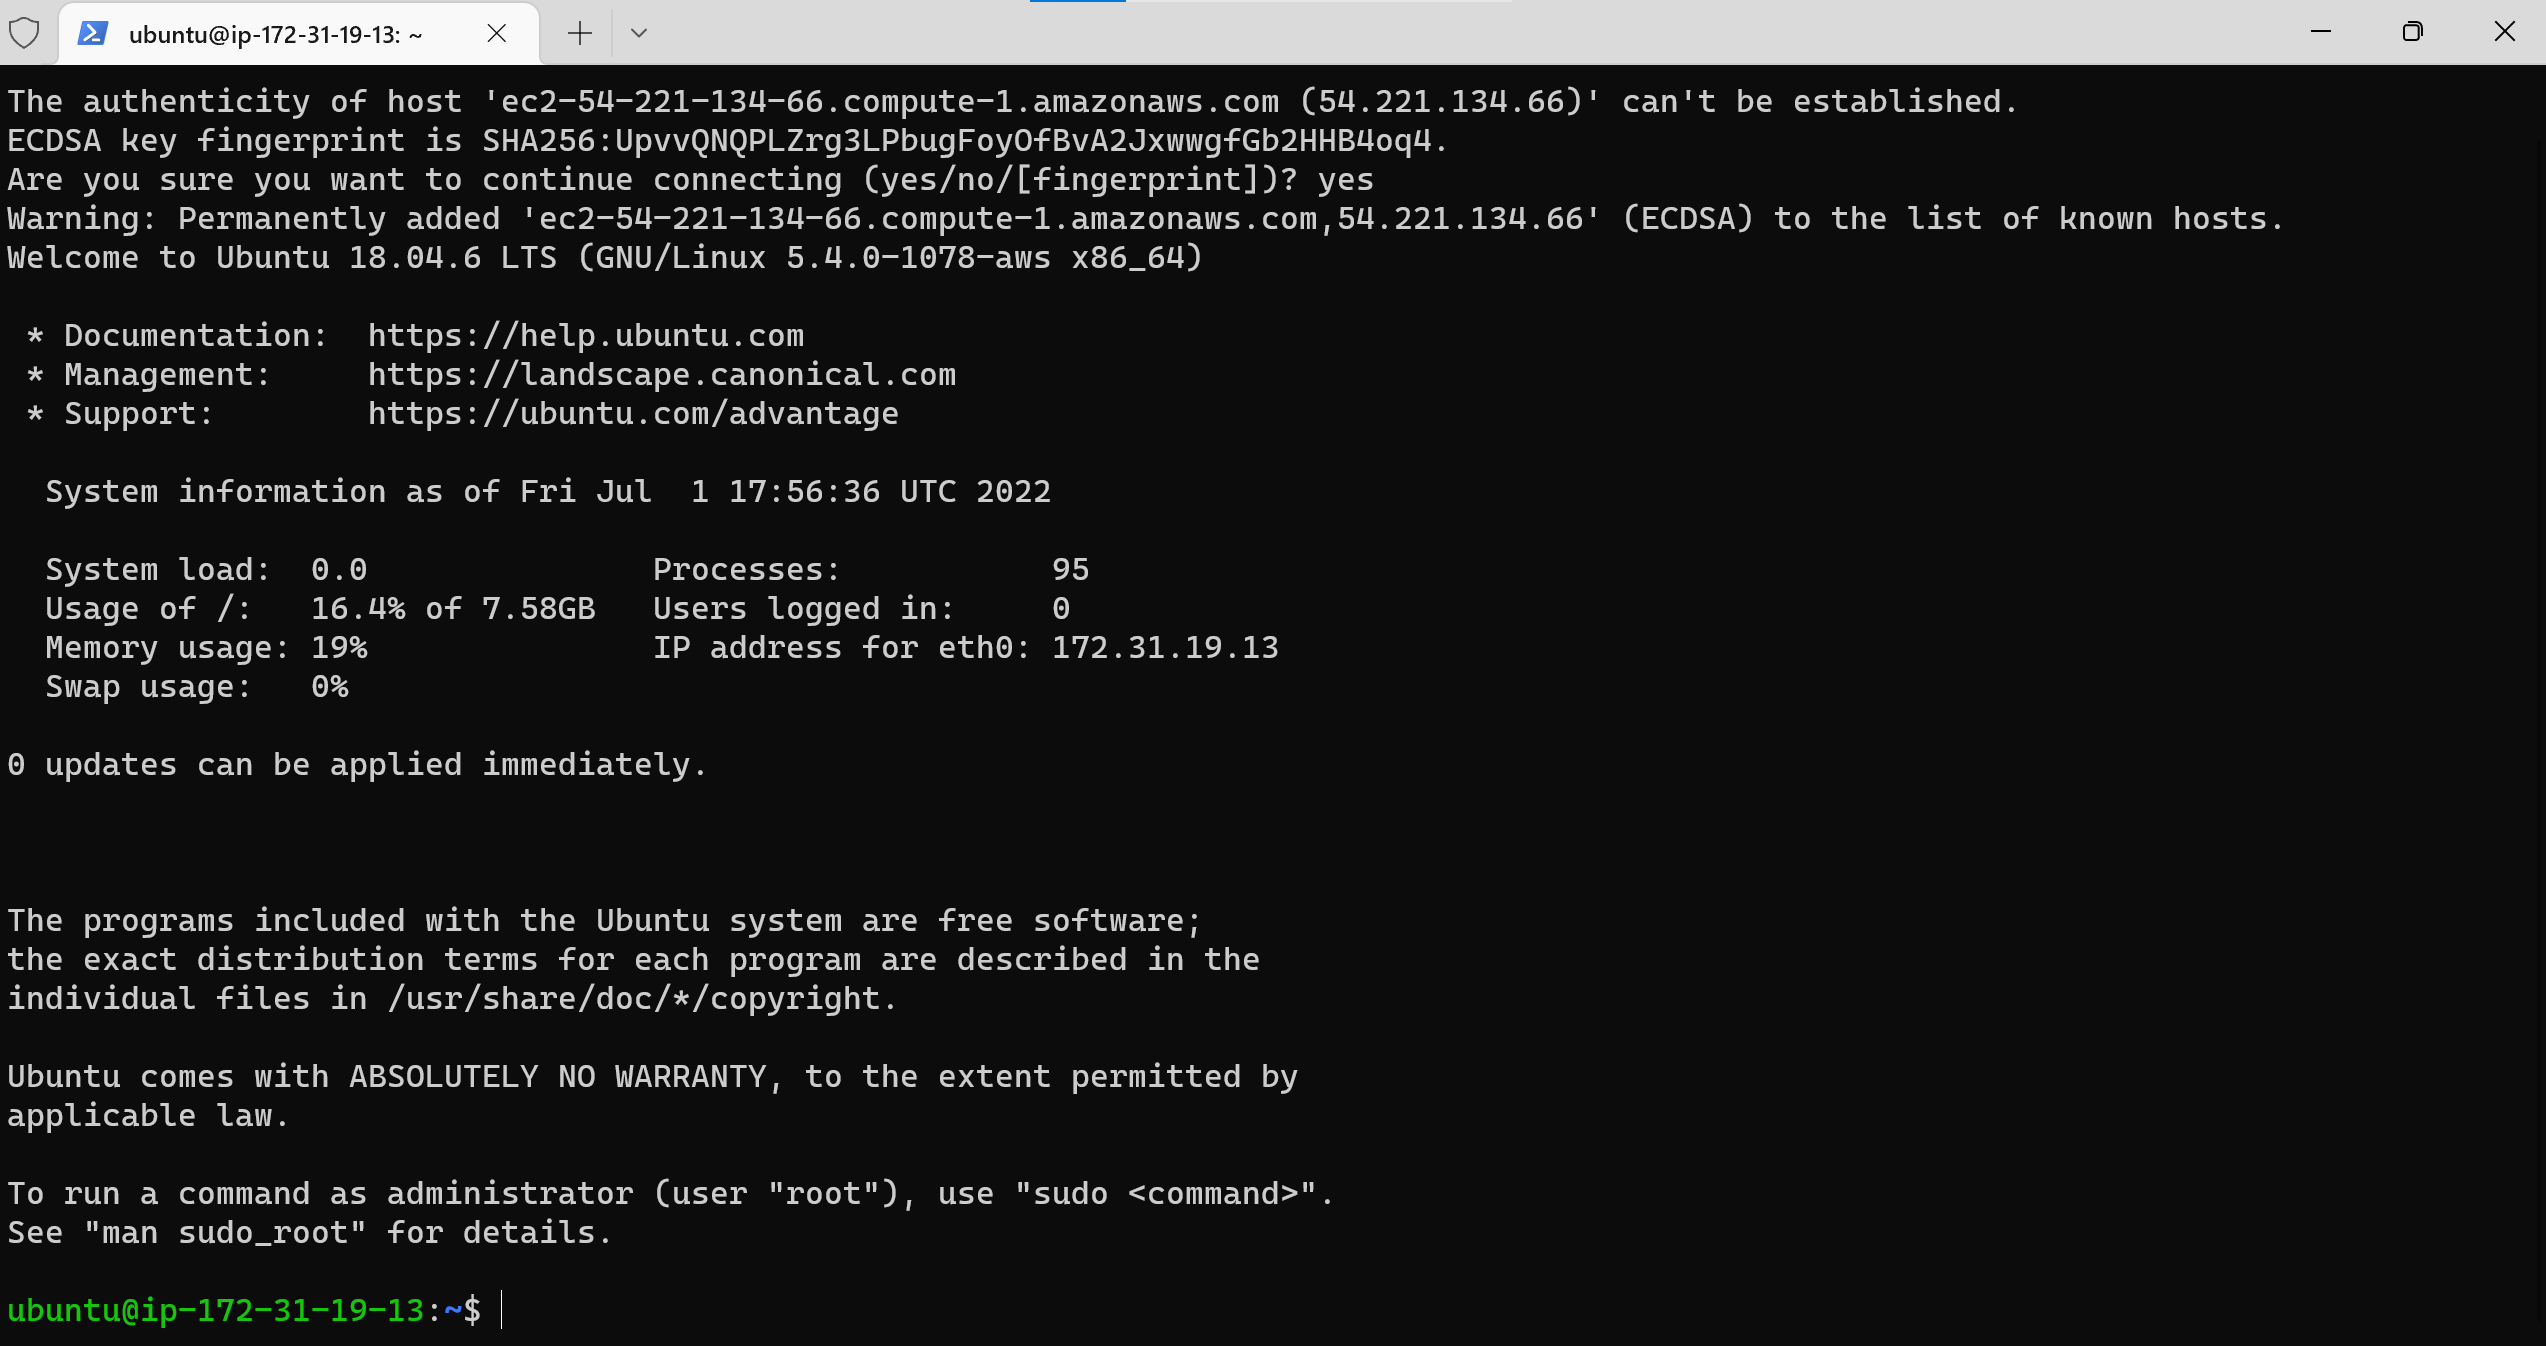 ubuntu@ip-172-31-19-13: ~
The authenticity of host 'ec2-54-221-134-66.compute-1.amazonaws.com (54.221.134.66)' can't be established.
ECDSA key fingerprint is SHA256:UpvvQNQPLZrg3LPbugFoyOfBvA2JxwwgfGb2HHB4oq4.
Are you sure you want to continue connecting (yes/no/[fingerprint])? yes
Warning: Permanently added 'ec2-54-221-134-66.compute-1.amazonaws.com,54.221.134.66' (ECDSA) to the list of known hosts.
Welcome to Ubuntu 18.04.6 LTS (GNU/Linux 5.4.0-1078-aws x86_64)
 * Documentation:  https://help.ubuntu.com
 * Management:     https://landscape.canonical.com
 * Support:        https://ubuntu.com/advantage
  System information as of Fri Jul  1 17:56:36 UTC 2022
  System load:  0.0               Processes:           95
  Usage of /:   16.4% of 7.58GB   Users logged in:     0
  Memory usage: 19%               IP address for eth0: 172.31.19.13
  Swap usage:   0%
0 updates can be applied immediately.
The programs included with the Ubuntu system are free software;
the exact distribution terms for each program are described in the
individual files in /usr/share/doc/*/copyright.
Ubuntu comes with ABSOLUTELY NO WARRANTY, to the extent permitted by
applicable law.
To run a command as administrator (user "root"), use "sudo <command>".
See "man sudo_root" for details.
ubuntu@ip-172-31-19-13:~$